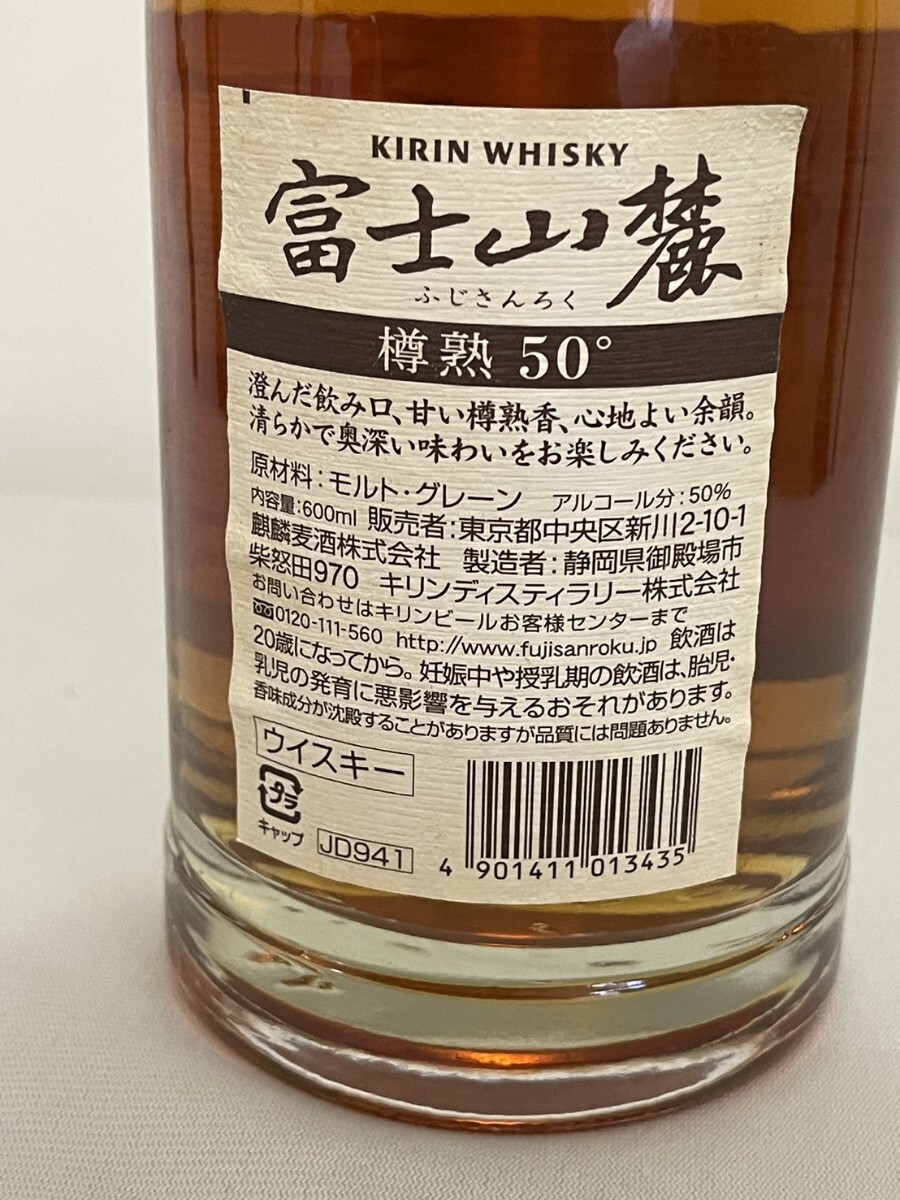 KIRIN WHISKY
富士山麓
ふじさんろく
樽熟 50°
澄んだ飲み口、甘い樽熟香、心地よい余韻。
清らかで奥深い味わいをお楽しみください。
原材料:モルト・グレーン アルコール分:50%
内容量:600ml 販売者:東京都中央区新川2-10-1
麒麟麦酒株式会社 製造者:静岡県御殿場市
柴怒田970 キリンディスティラリー株式会社
お問い合わせはキリンビールお客様センターまで
0120-111-560 http://www.fujisanroku.jp 飲酒は
20歳になってから。妊娠中や授乳期の飲酒は、胎児・
乳児の発育に悪影響を与えるおそれがあります。
香味成分が沈殿することがありますが品質には問題ありません。
ウイスキー
プラ
キャップ
JD941
4 901411 013435